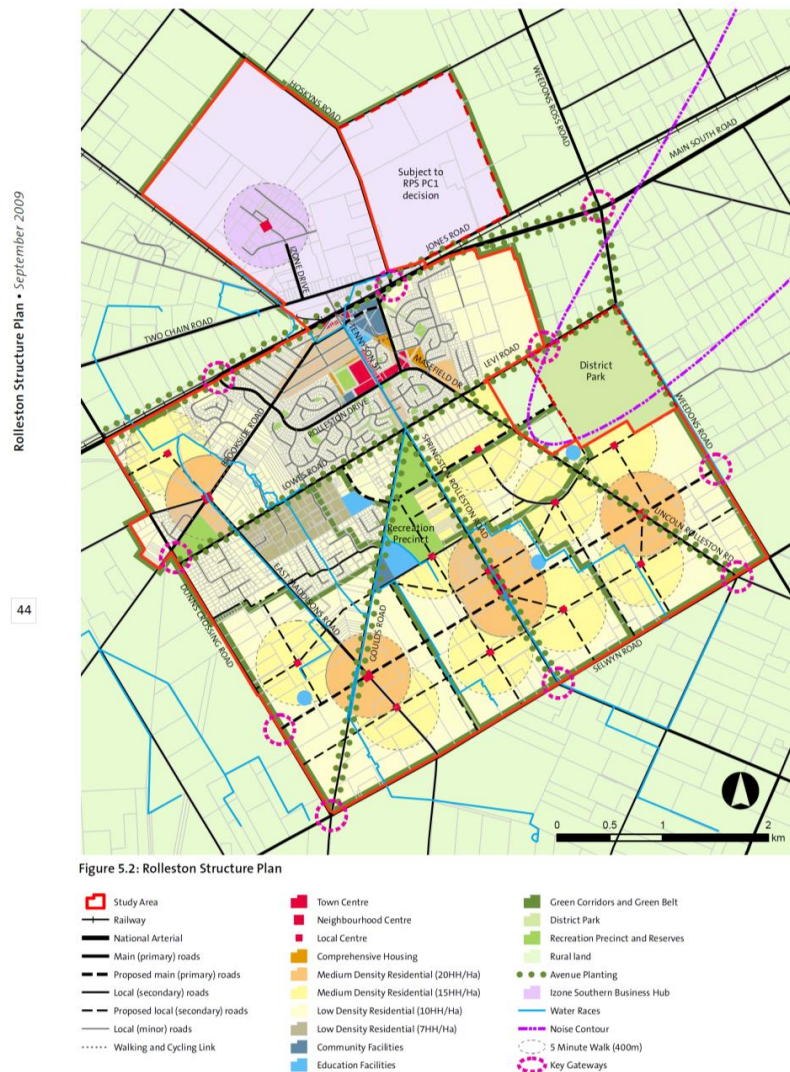 Rolleston Structure Plan • September 2009
44
HOSKYNS ROAD
WEEDONS ROSS ROAD
MAIN SOUTH ROAD
Subject to
RPS PC1
decision
JONES ROAD
IZONE DRIVE
TWO CHAIN ROAD
TENNYSON ST
MASEFIELD DR
LEVI ROAD
District
Park
ROLLESTON DRIVE
BROOKSIDE ROAD
WEEDONS ROAD
LOWES ROAD
SPRINGSTON ROLLESTON ROAD
Recreation
Precinct
LINCOLN ROLLESTON RD
EAST MADDISONS ROAD
DUNNS CROSSING ROAD
GOULDS ROAD
SELWYN ROAD
0 0.5 1 2
km
Figure 5.2: Rolleston Structure Plan
Study Area
Railway
National Arterial
Main (primary) roads
Proposed main (primary) roads
Local (secondary) roads
Proposed local (secondary) roads
Local (minor) roads
Walking and Cycling Link
Town Centre
Neighbourhood Centre
Local Centre
Comprehensive Housing
Medium Density Residential (20HH/Ha)
Medium Density Residential (15HH/Ha)
Low Density Residential (10HH/Ha)
Low Density Residential (7HH/Ha)
Community Facilities
Education Facilities
Green Corridors and Green Belt
District Park
Recreation Precinct and Reserves
Rural land
Avenue Planting
Izone Southern Business Hub
Water Races
Noise Contour
5 Minute Walk (400m)
Key Gateways